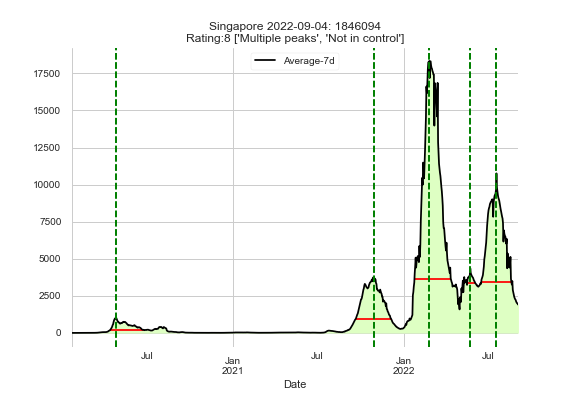 Singapore 2022-09-04: 1846094
Rating:8 ['Multiple peaks', 'Not in control']
Average-7d
17500
15000
12500
10000
7500
5000
2500
0
Jul
Jan
2021
Jul
Jan
2022
Jul
Date